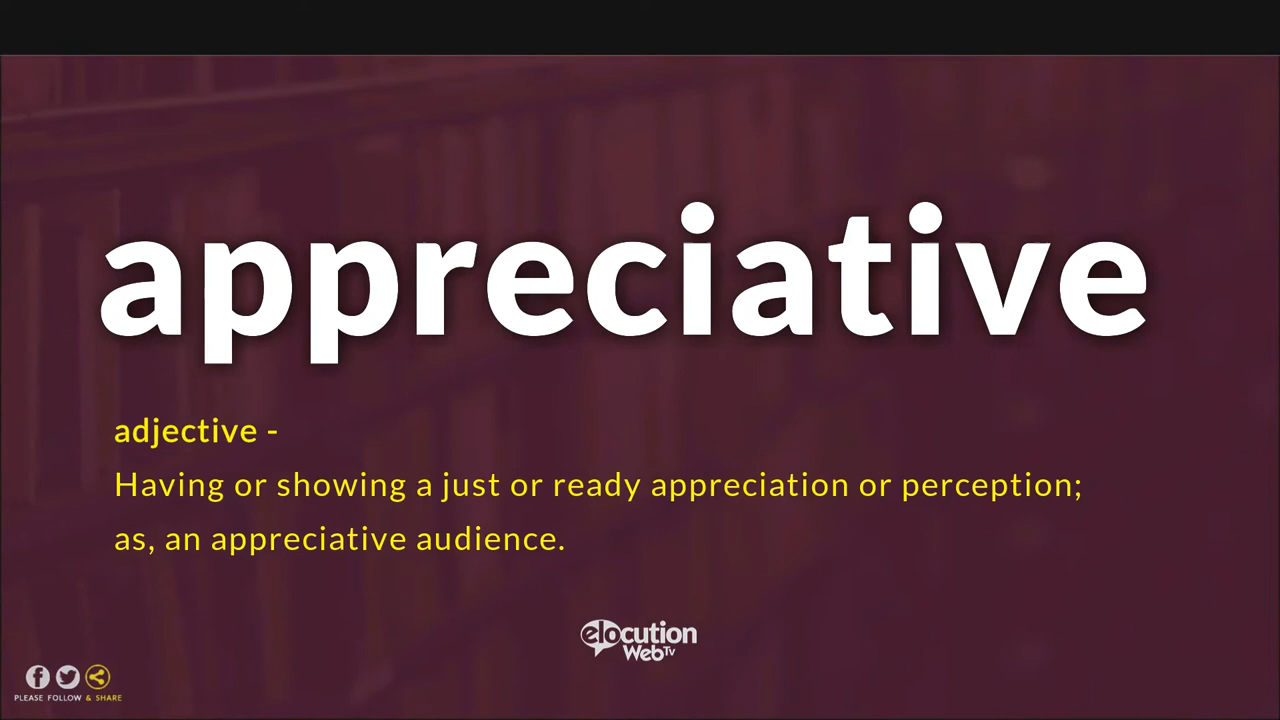 appreciative
adjective -
Having or showing a just or ready appreciation or perception;
as, an appreciative audience.
elocution
WebTv
PLEASE FOLLOW & SHARE